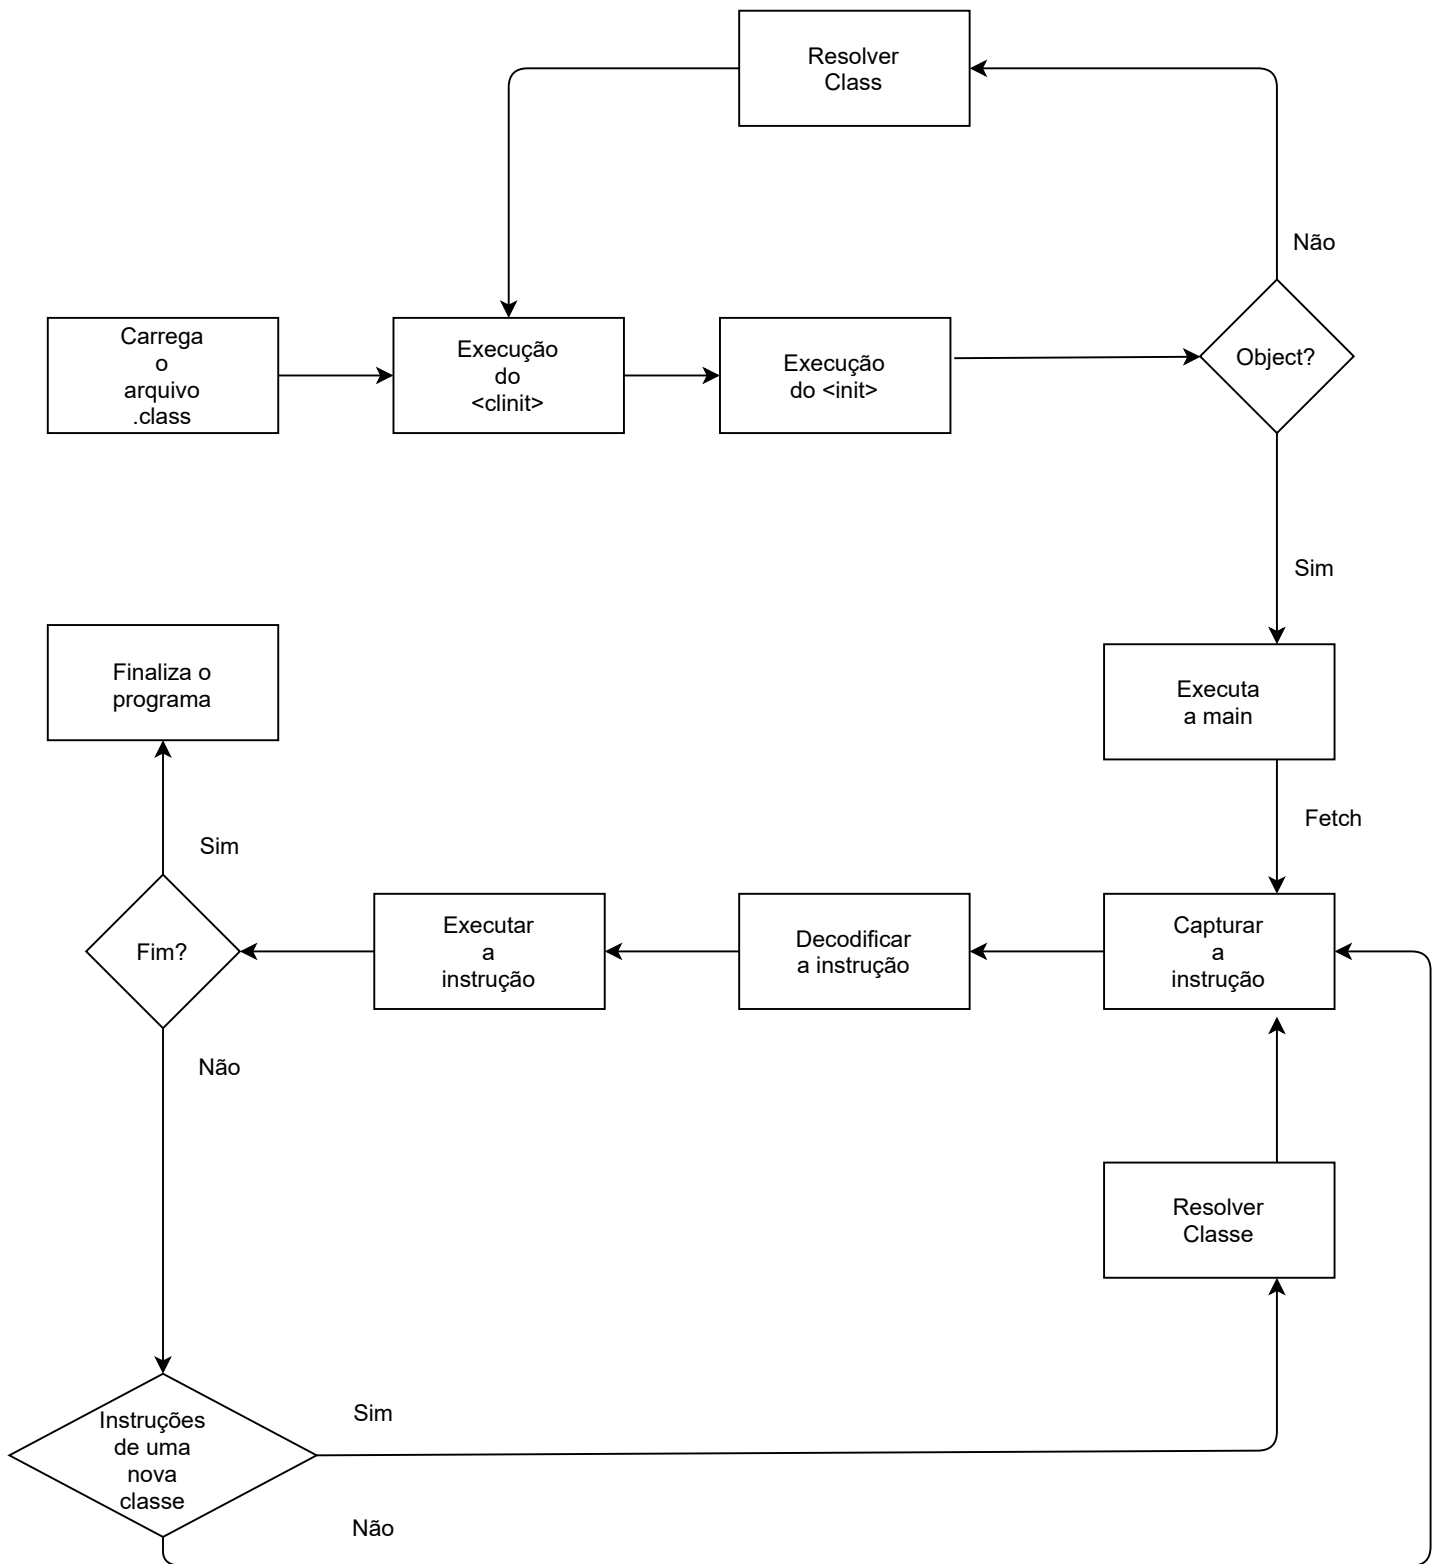 Resolver
Class
Não
Carrega
o
arquivo
.class
Execução
do
<clinit>
Execução
do <init>
Object?
Sim
Finaliza o
programa
Executa
a main
Fetch
Sim
Fim?
Executar
a
instrução
Decodificar
a instrução
Capturar
a
instrução
Não
Resolver
Classe
Instruções
de uma
nova
classe
Sim
Não